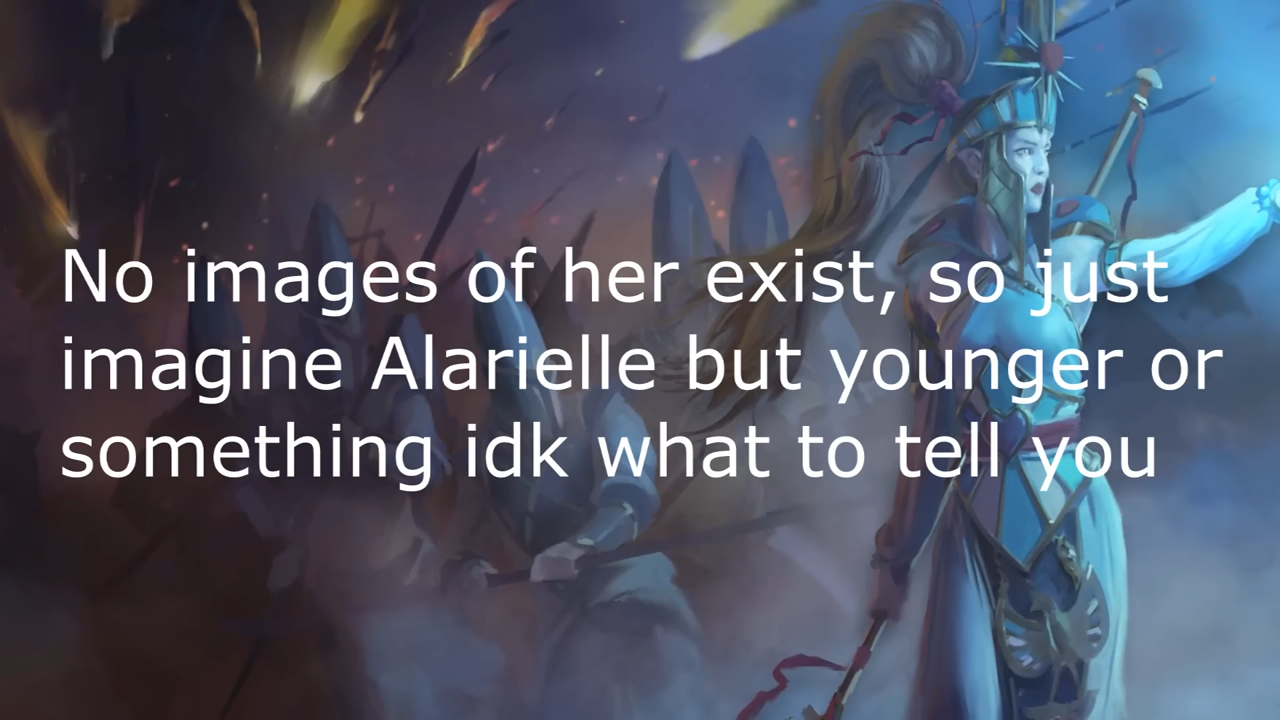 No images of her exist, so just
imagine Alarielle but younger or
something idk what to tell you